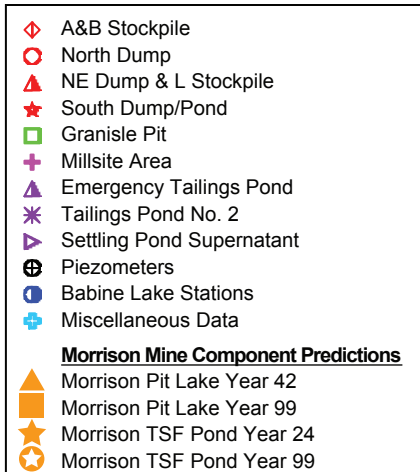 A&B Stockpile
North Dump
NE Dump & L Stockpile
South Dump/Pond
Granisle Pit
Millsite Area
Emergency Tailings Pond
Tailings Pond No. 2
Settling Pond Supernatant
Piezometers
Babine Lake Stations
Miscellaneous Data
Morrison Mine Component Predictions
Morrison Pit Lake Year 42
Morrison Pit Lake Year 99
Morrison TSF Pond Year 24
Morrison TSF Pond Year 99